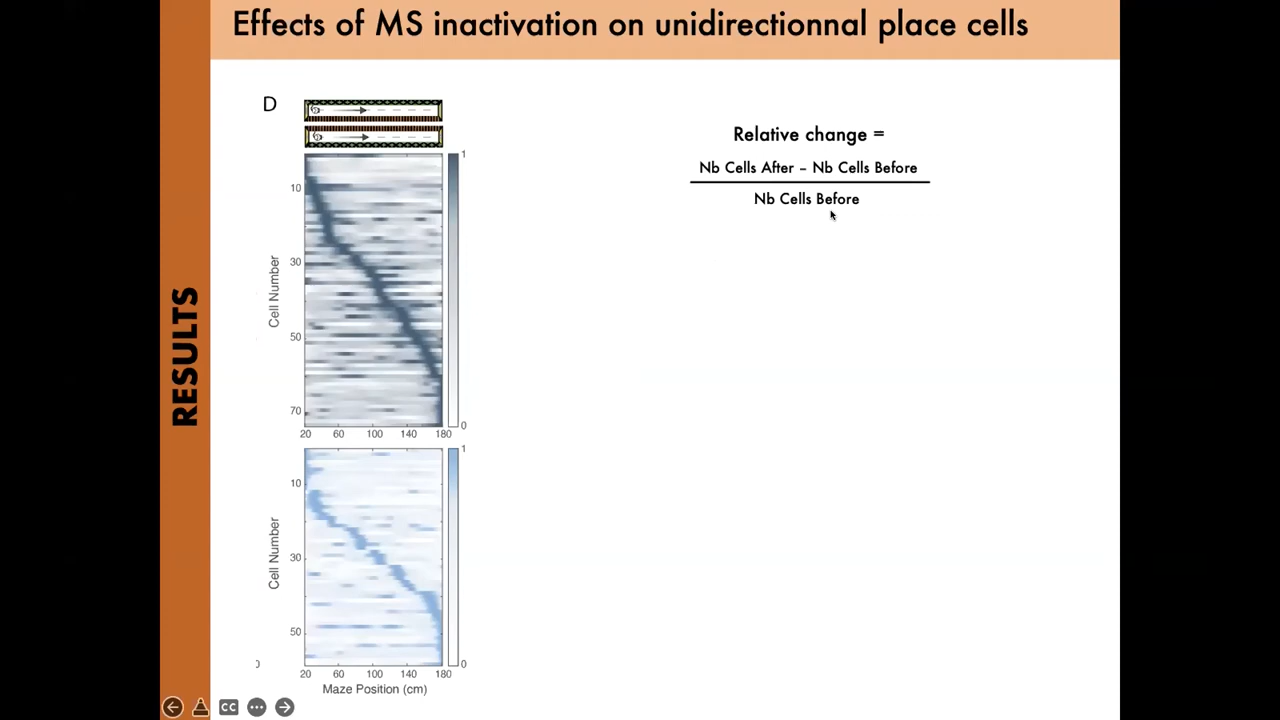 Effects of MS inactivation on unidirectionnal place cells
RESULTS
D
Relative change =
Nb Cells After – Nb Cells Before
Nb Cells Before
Cell Number
10
30
50
70
1
0
20 60 100 140 180
Cell Number
10
30
50
1
0
0
20 60 100 140 180
Maze Position (cm)
CC